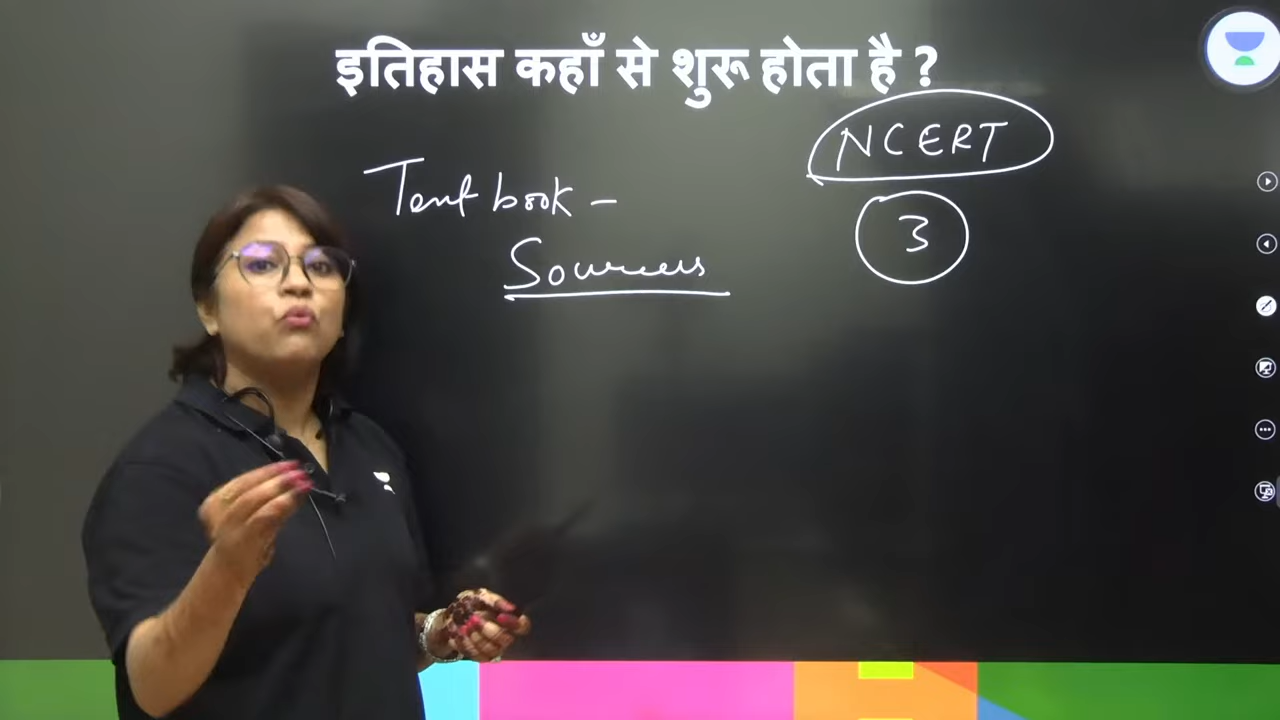 इतिहास कहाँ से शुरू होता है ?
NCERT
Text book -
3
Sources